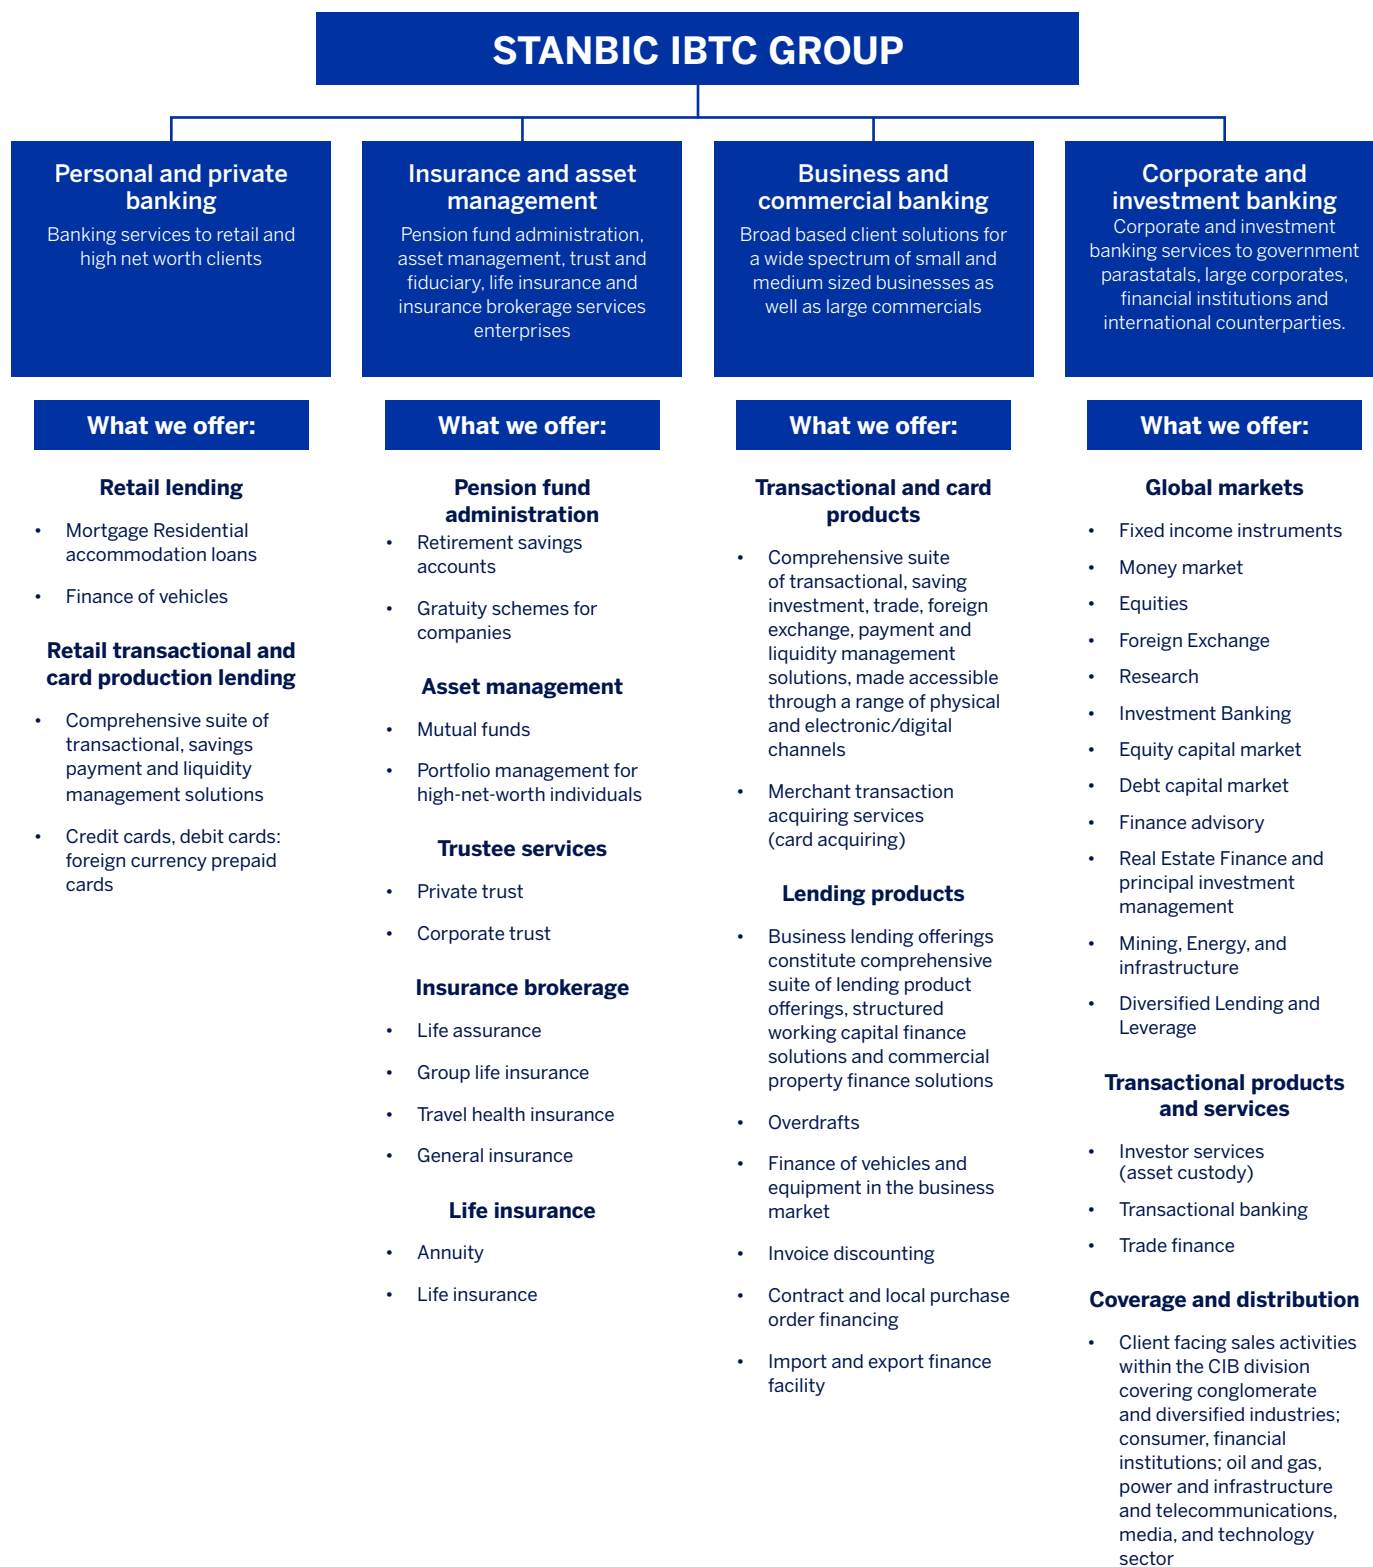 STANBIC IBTC GROUP
Personal and private
banking
Banking services to retail and
high net worth clients
Insurance and asset
management
Pension fund administration,
asset management, trust and
fiduciary, life insurance and
insurance brokerage services
enterprises
Business and
commercial banking
Broad based client solutions for
a wide spectrum of small and
medium sized businesses as
well as large commercials
Corporate and
investment banking
Corporate and investment
banking services to government
parastatals, large corporates,
financial institutions and
international counterparties.
What we offer:
Retail lending
• Mortgage Residential
accommodation loans
• Finance of vehicles
Retail transactional and
card production lending
• Comprehensive suite of
transactional, savings
payment and liquidity
management solutions
• Credit cards, debit cards:
foreign currency prepaid
cards
What we offer:
Pension fund
administration
• Retirement savings
accounts
• Gratuity schemes for
companies
Asset management
• Mutual funds
• Portfolio management for
high-net-worth individuals
Trustee services
• Private trust
• Corporate trust
Insurance brokerage
• Life assurance
• Group life insurance
• Travel health insurance
• General insurance
Life insurance
• Annuity
• Life insurance
What we offer:
Transactional and card
products
• Comprehensive suite
of transactional, saving
investment, trade, foreign
exchange, payment and
liquidity management
solutions, made accessible
through a range of physical
and electronic/digital
channels
• Merchant transaction
acquiring services
(card acquiring)
Lending products
• Business lending offerings
constitute comprehensive
suite of lending product
offerings, structured
working capital finance
solutions and commercial
property finance solutions
• Overdrafts
• Finance of vehicles and
equipment in the business
market
• Invoice discounting
• Contract and local purchase
order financing
• Import and export finance
facility
What we offer:
Global markets
• Fixed income instruments
• Money market
• Equities
• Foreign Exchange
• Research
• Investment Banking
• Equity capital market
• Debt capital market
• Finance advisory
• Real Estate Finance and
principal investment
management
• Mining, Energy, and
infrastructure
• Diversified Lending and
Leverage
Transactional products
and services
• Investor services
(asset custody)
• Transactional banking
• Trade finance
Coverage and distribution
• Client facing sales activities
within the CIB division
covering conglomerate
and diversified industries;
consumer, financial
institutions; oil and gas,
power and infrastructure
and telecommunications,
media, and technology
sector